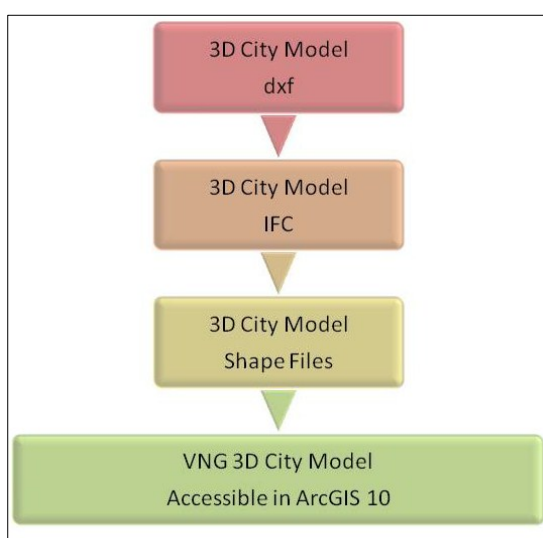 3D City Model
dxf
3D City Model
IFC
3D City Model
Shape Files
VNG 3D City Model
Accessible in ArcGIS 10